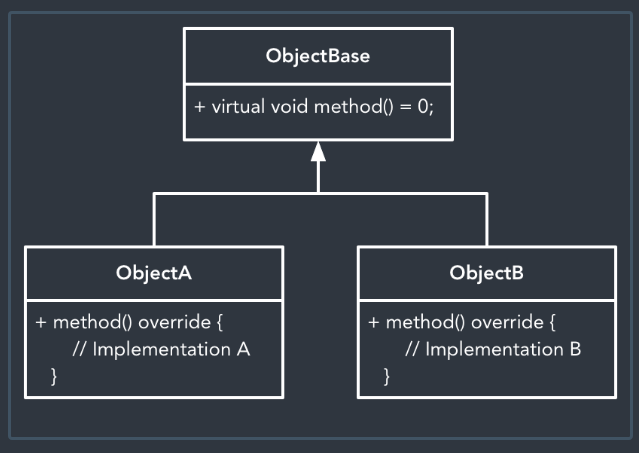 ObjectBase
+ virtual void method() = 0;
ObjectA
+ method() override {
// Implementation A
}
ObjectB
+ method() override {
// Implementation B
}